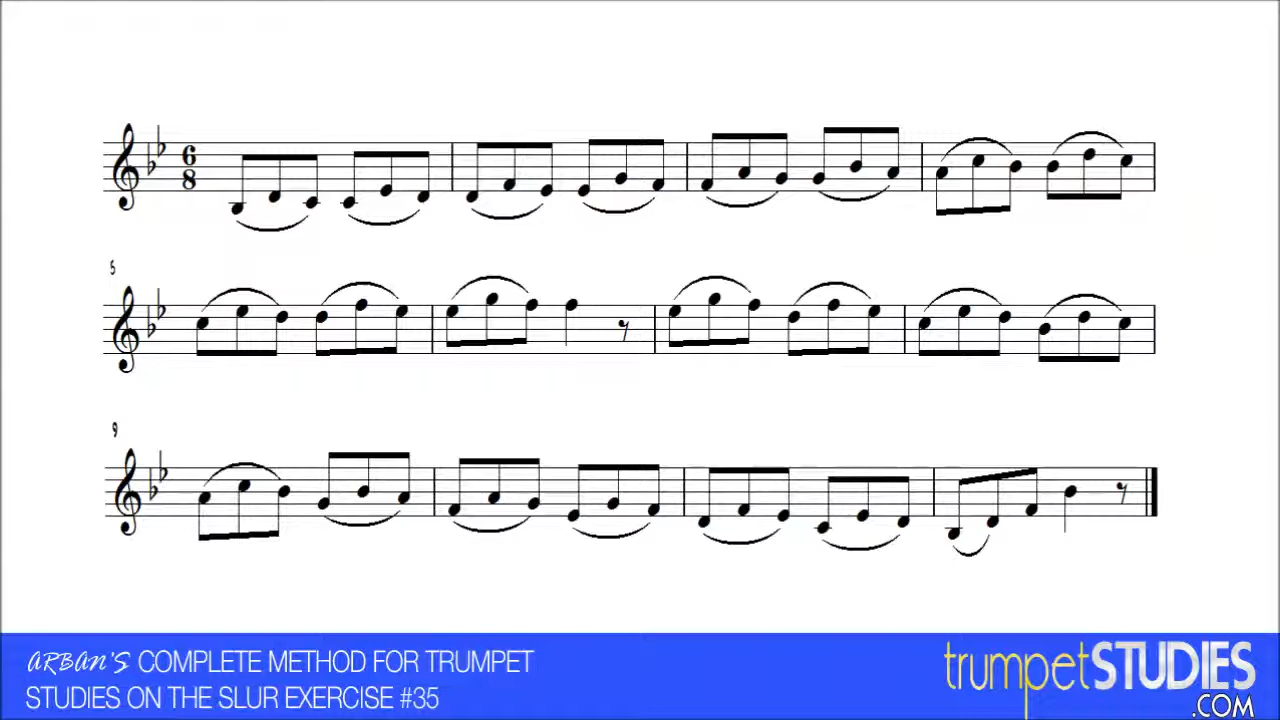 6
8
5
9
ARBAN'S COMPLETE METHOD FOR TRUMPET
STUDIES ON THE SLUR EXERCISE #35
trumpetSTUDIES
.COM